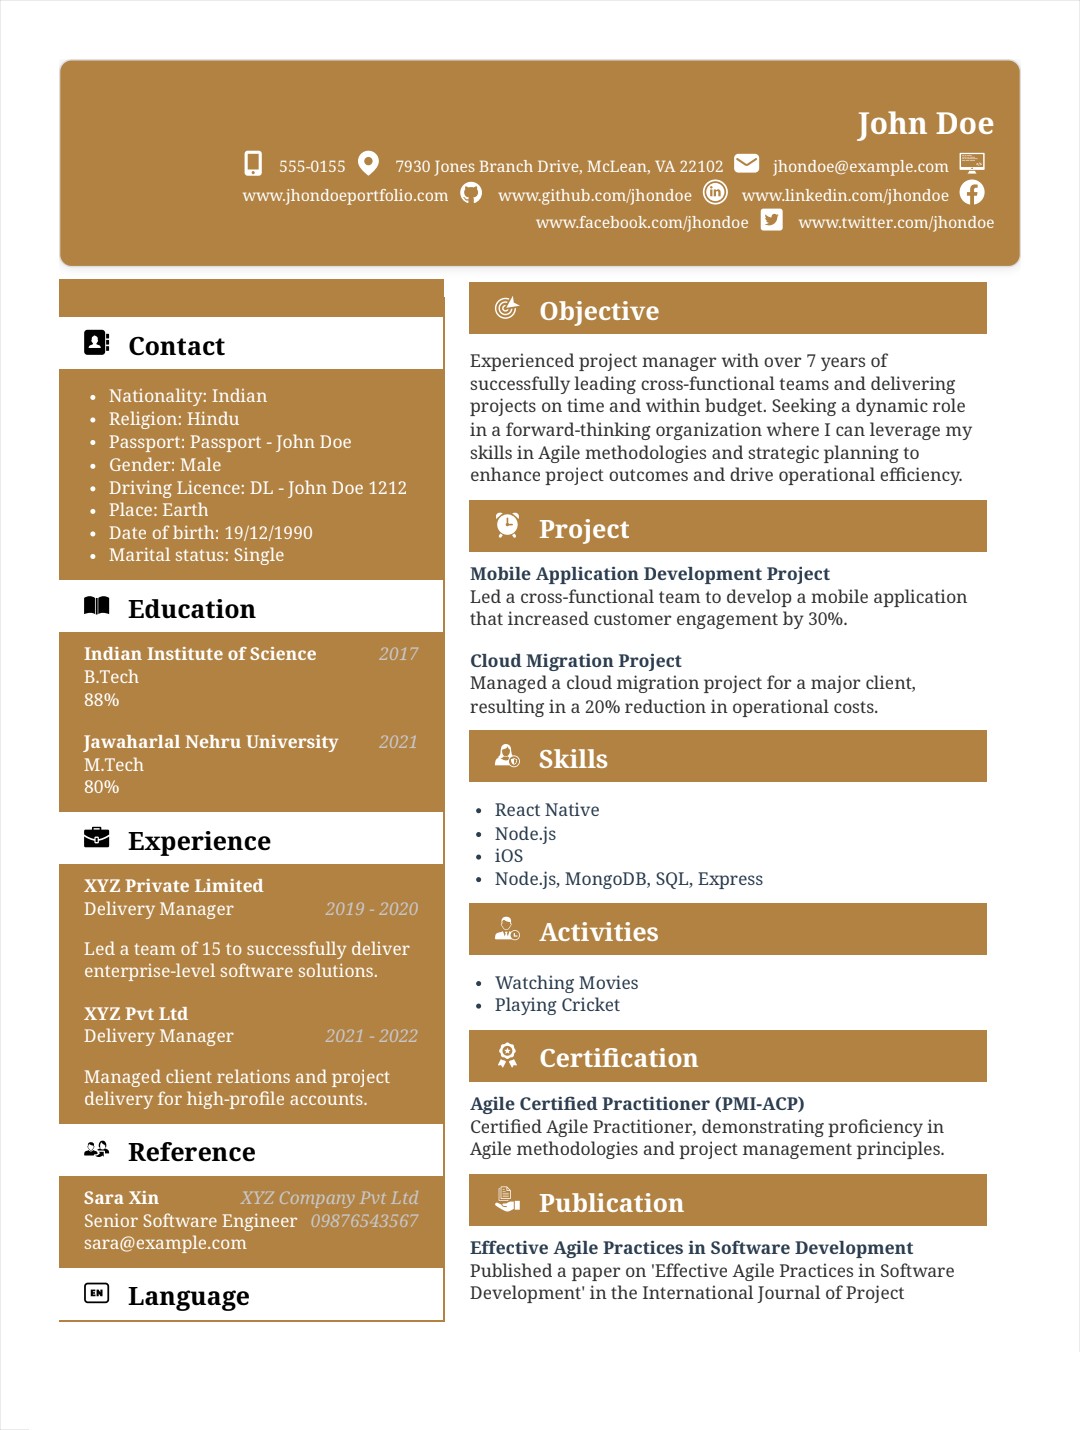 John Doe
555-0155 7930 Jones Branch Drive, McLean, VA 22102 jhondoe@example.com
www.jhondoeportfolio.com www.github.com/jhondoe www.linkedin.com/jhondoe
www.facebook.com/jhondoe www.twitter.com/jhondoe
Contact
• Nationality: Indian
• Religion: Hindu
• Passport: Passport - John Doe
• Gender: Male
• Driving Licence: DL - John Doe 1212
• Place: Earth
• Date of birth: 19/12/1990
• Marital status: Single
Education
Indian Institute of Science 2017
B.Tech
88%
Jawaharlal Nehru University 2021
M.Tech
80%
Experience
XYZ Private Limited
Delivery Manager 2019 - 2020
Led a team of 15 to successfully deliver
enterprise-level software solutions.
XYZ Pvt Ltd
Delivery Manager 2021 - 2022
Managed client relations and project
delivery for high-profile accounts.
Reference
Sara Xin XYZ Company Pvt Ltd
Senior Software Engineer 09876543567
sara@example.com
EN Language
Objective
Experienced project manager with over 7 years of
successfully leading cross-functional teams and delivering
projects on time and within budget. Seeking a dynamic role
in a forward-thinking organization where I can leverage my
skills in Agile methodologies and strategic planning to
enhance project outcomes and drive operational efficiency.
Project
Mobile Application Development Project
Led a cross-functional team to develop a mobile application
that increased customer engagement by 30%.
Cloud Migration Project
Managed a cloud migration project for a major client,
resulting in a 20% reduction in operational costs.
Skills
• React Native
• Node.js
• iOS
• Node.js, MongoDB, SQL, Express
Activities
• Watching Movies
• Playing Cricket
Certification
Agile Certified Practitioner (PMI-ACP)
Certified Agile Practitioner, demonstrating proficiency in
Agile methodologies and project management principles.
Publication
Effective Agile Practices in Software Development
Published a paper on 'Effective Agile Practices in Software
Development' in the International Journal of Project